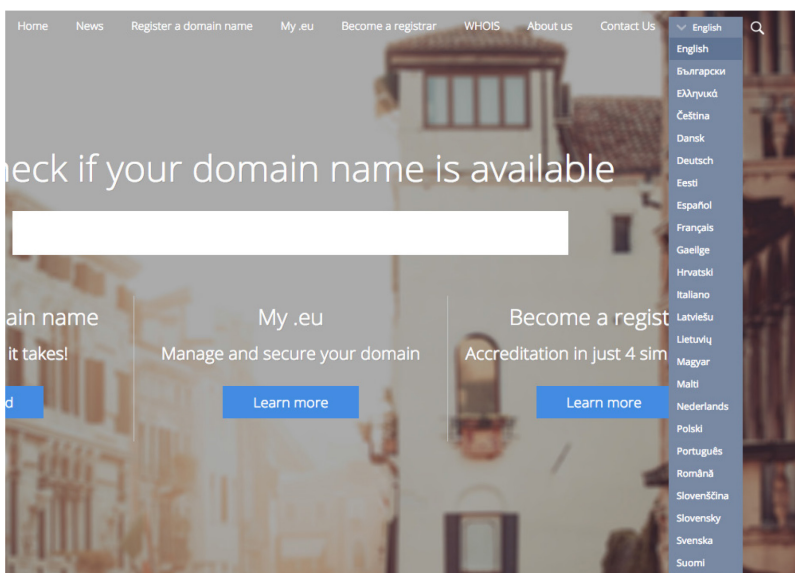 Home News Register a domain name My .eu Become a registrar WHOIS About us Contact Us English
English
Български
Ελληνικά
Čeština
Dansk
Deutsch
Eesti
Español
Français
Gaeilge
Hrvatski
Italiano
Latviešu
Lietuvių
Magyar
Malti
Nederlands
Polski
Português
Română
Slovenščina
Slovensky
Svenska
Suomi
heck if your domain name is available
ain name
it takes!
d
My .eu
Manage and secure your domain
Learn more
Become a regist
Accreditation in just 4 sim
Learn more